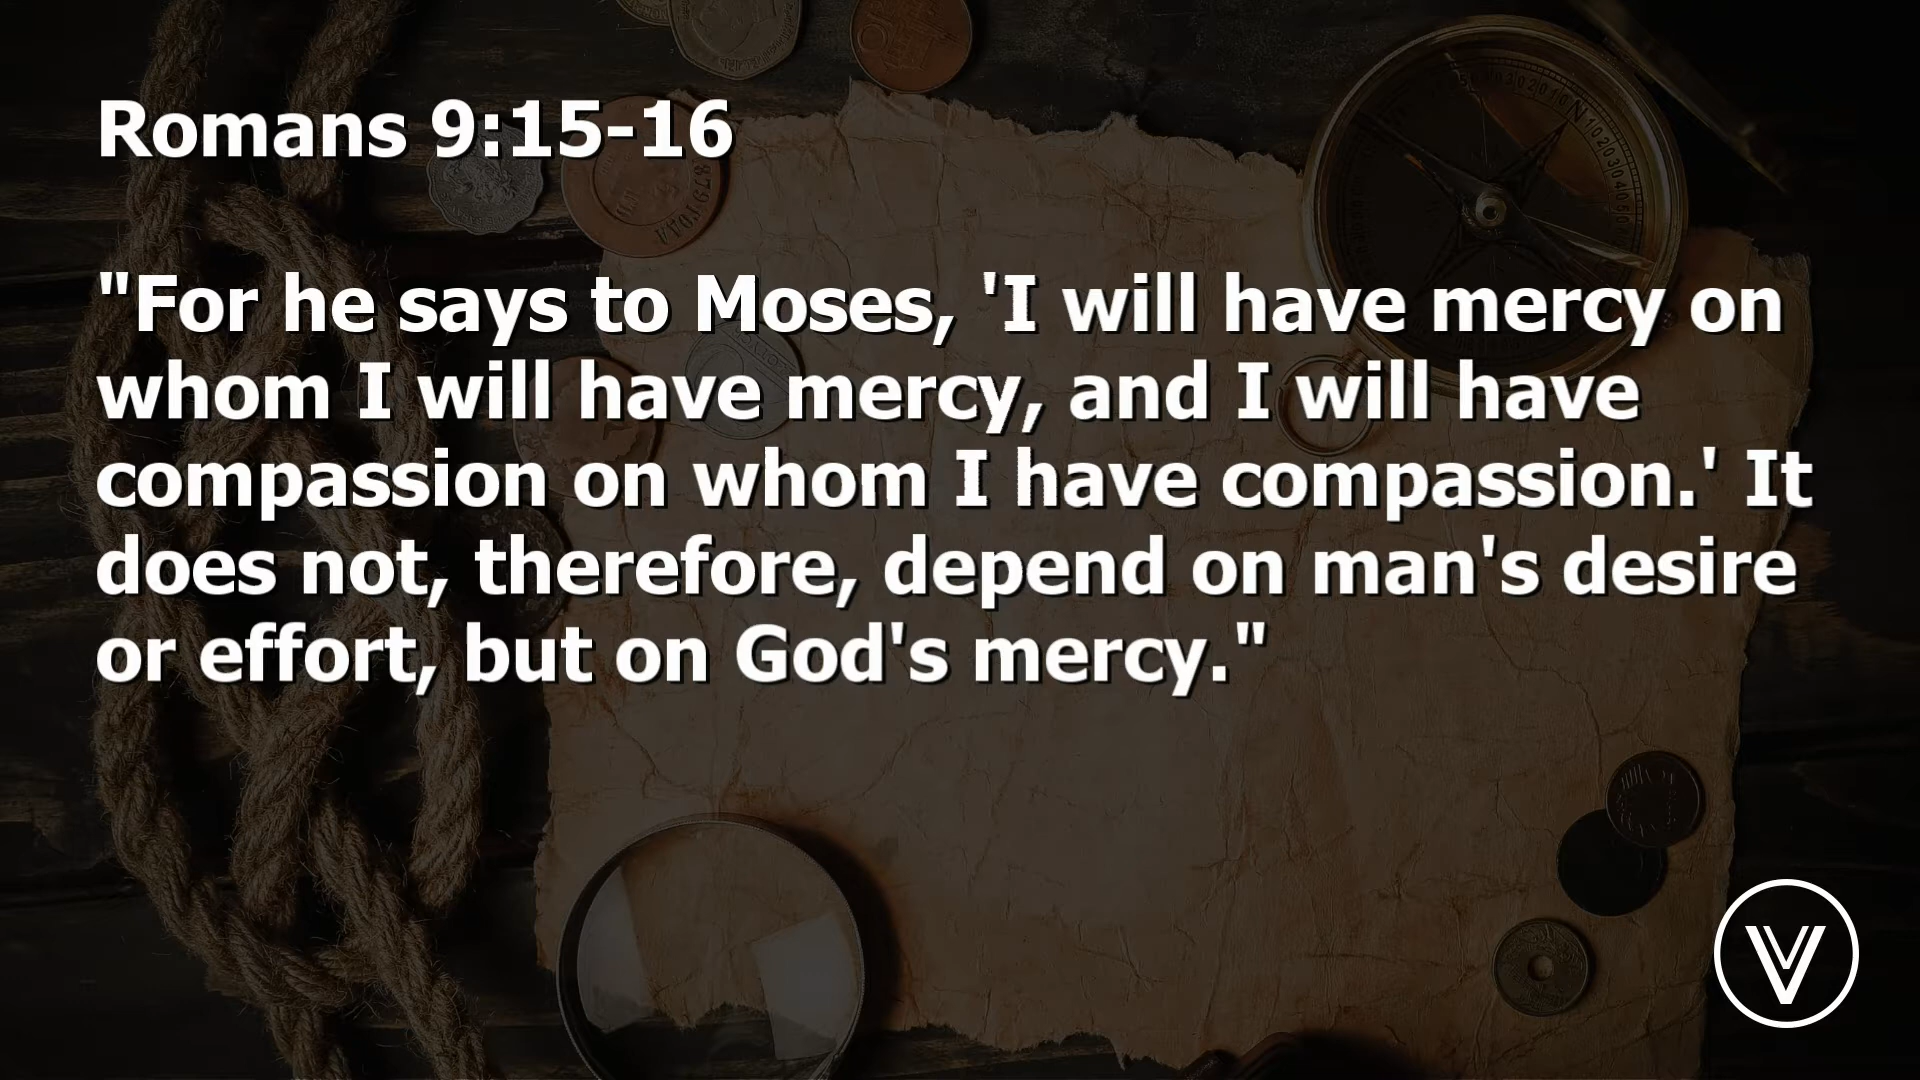 Romans 9:15-16
"For he says to Moses, 'I will have mercy on
whom I will have mercy, and I will have
compassion on whom I have compassion.' It
does not, therefore, depend on man's desire
or effort, but on God's mercy."